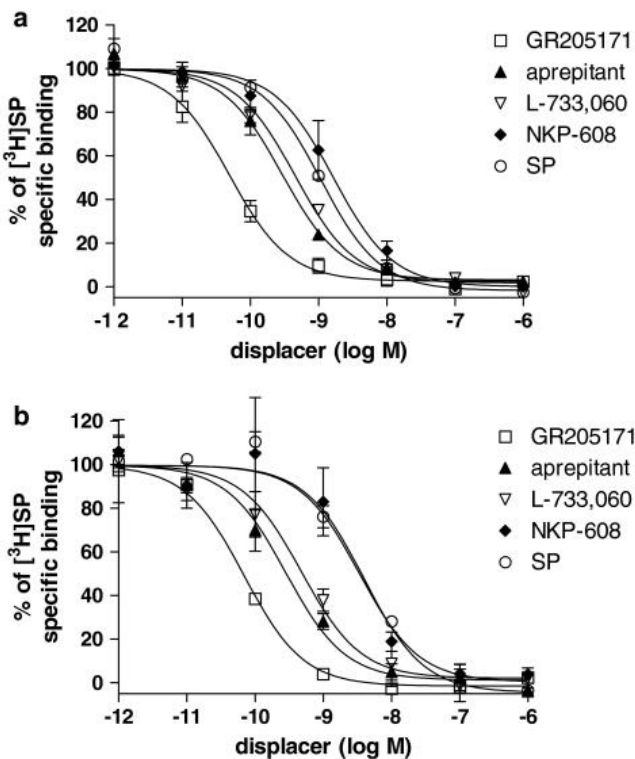 a
120
100
80
60
40
20
0
% of [³H]SP
specific binding
-1 2 -11 -10 -9 -8 -7 -6
displacer (log M)
GR205171
aprepitant
L-733,060
NKP-608
SP
b
120
100
80
60
40
20
0
% of [³H]SP
specific binding
-12 -11 -10 -9 -8 -7 -6
displacer (log M)
GR205171
aprepitant
L-733,060
NKP-608
SP